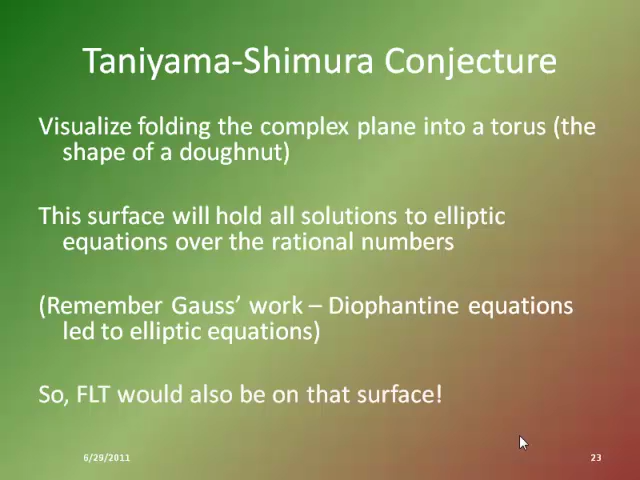 Taniyama-Shimura Conjecture
Visualize folding the complex plane into a torus (the
shape of a doughnut)
This surface will hold all solutions to elliptic
equations over the rational numbers
(Remember Gauss’ work – Diophantine equations
led to elliptic equations)
So, FLT would also be on that surface!
6/29/2011
23